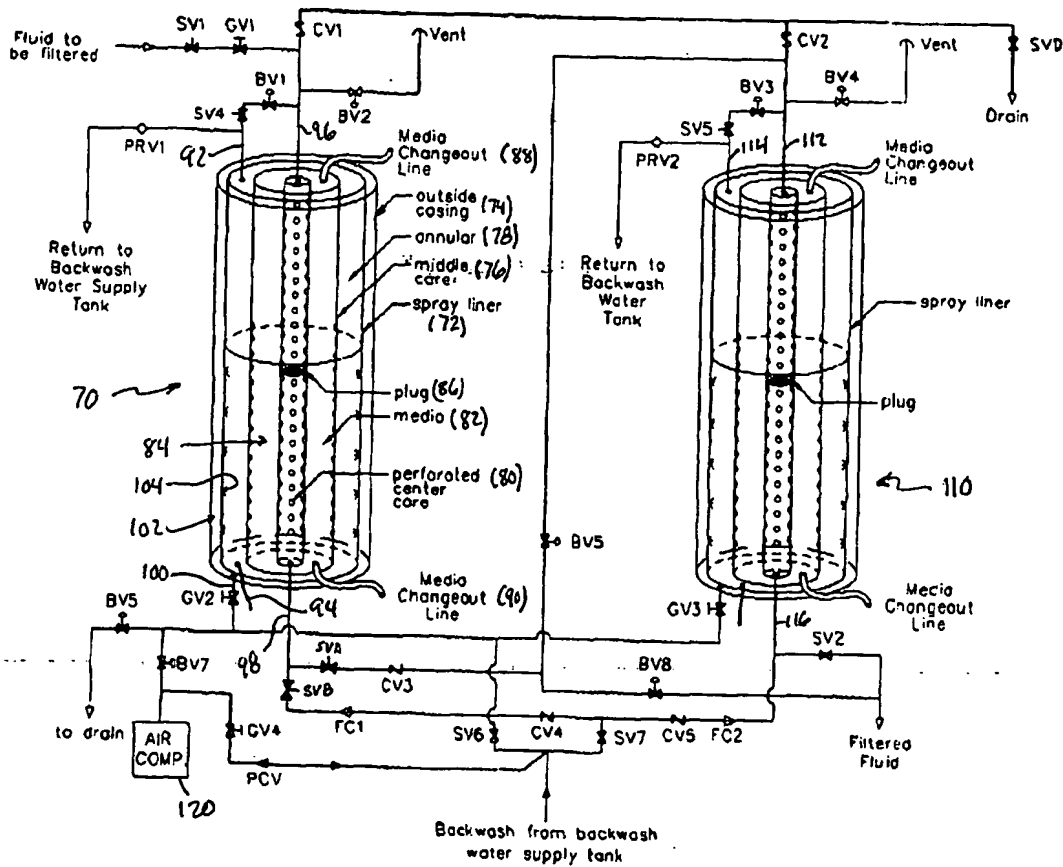 Fluid to
be filtered
SV1
GV1
CV1
Vent
BV1
BV2
SV4
PRV1
92
96
Media
Changeout (88)
Line
outside (74)
casing
annular (78)
middle (76)
care
spray liner
(72)
plug (86)
media (82)
perforated (80)
center
core
Return to
Backwash
Water Supply
Tank
70
84
104
102
100
94
98
Media
Changeout (90)
Line
GV2
BV5
BV7
to drain
AIR
COMP
120
GV4
PCV
SVA
SVB
CV3
FC1
CV4
SV6
SV7
CV5
FC2
Backwash from backwash
water supply tank
CV2
Vent
SVD
Drain
BV3
BV4
SV5
PRV2
114
112
Media
Changeout
Line
Return to
Backwash
Water
Tank
spray liner
plug
110
BV5
GV3
116
Media
Changeout
Line
SV2
BV8
Filtered
Fluid